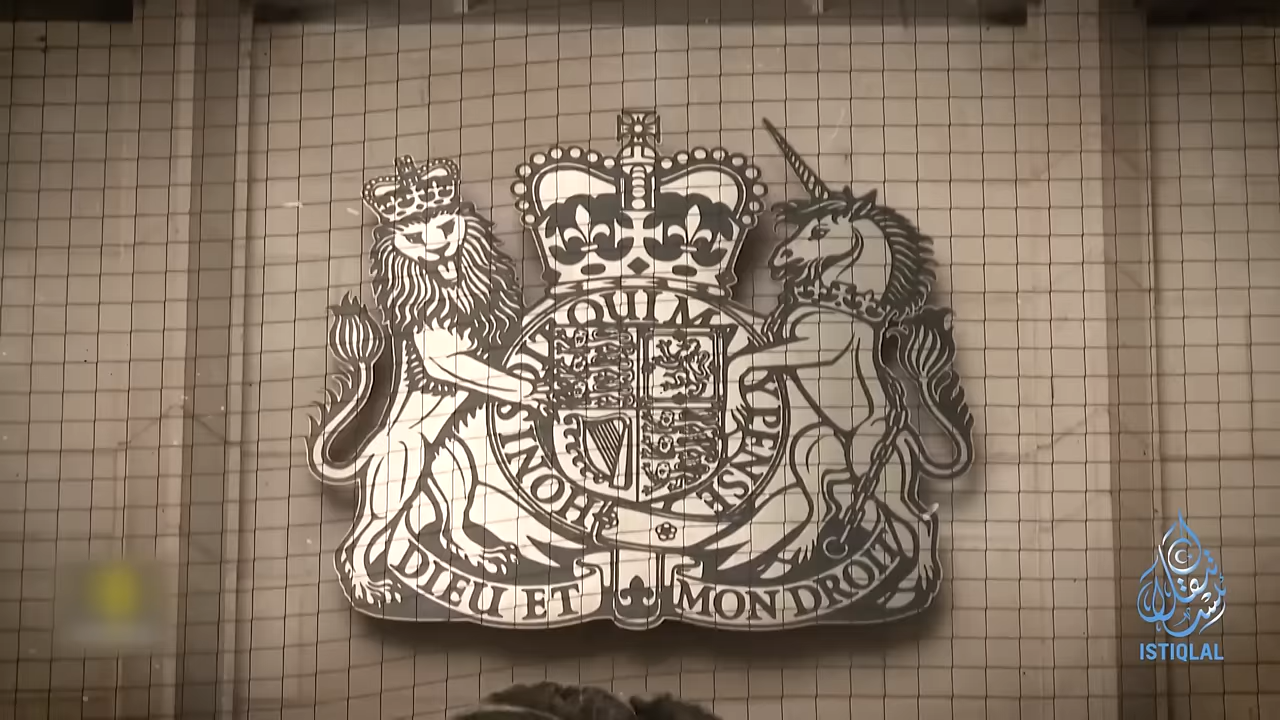 HONI
QUI
Y PENSE
DIEU ET MON DROIT
ISTIQLAL